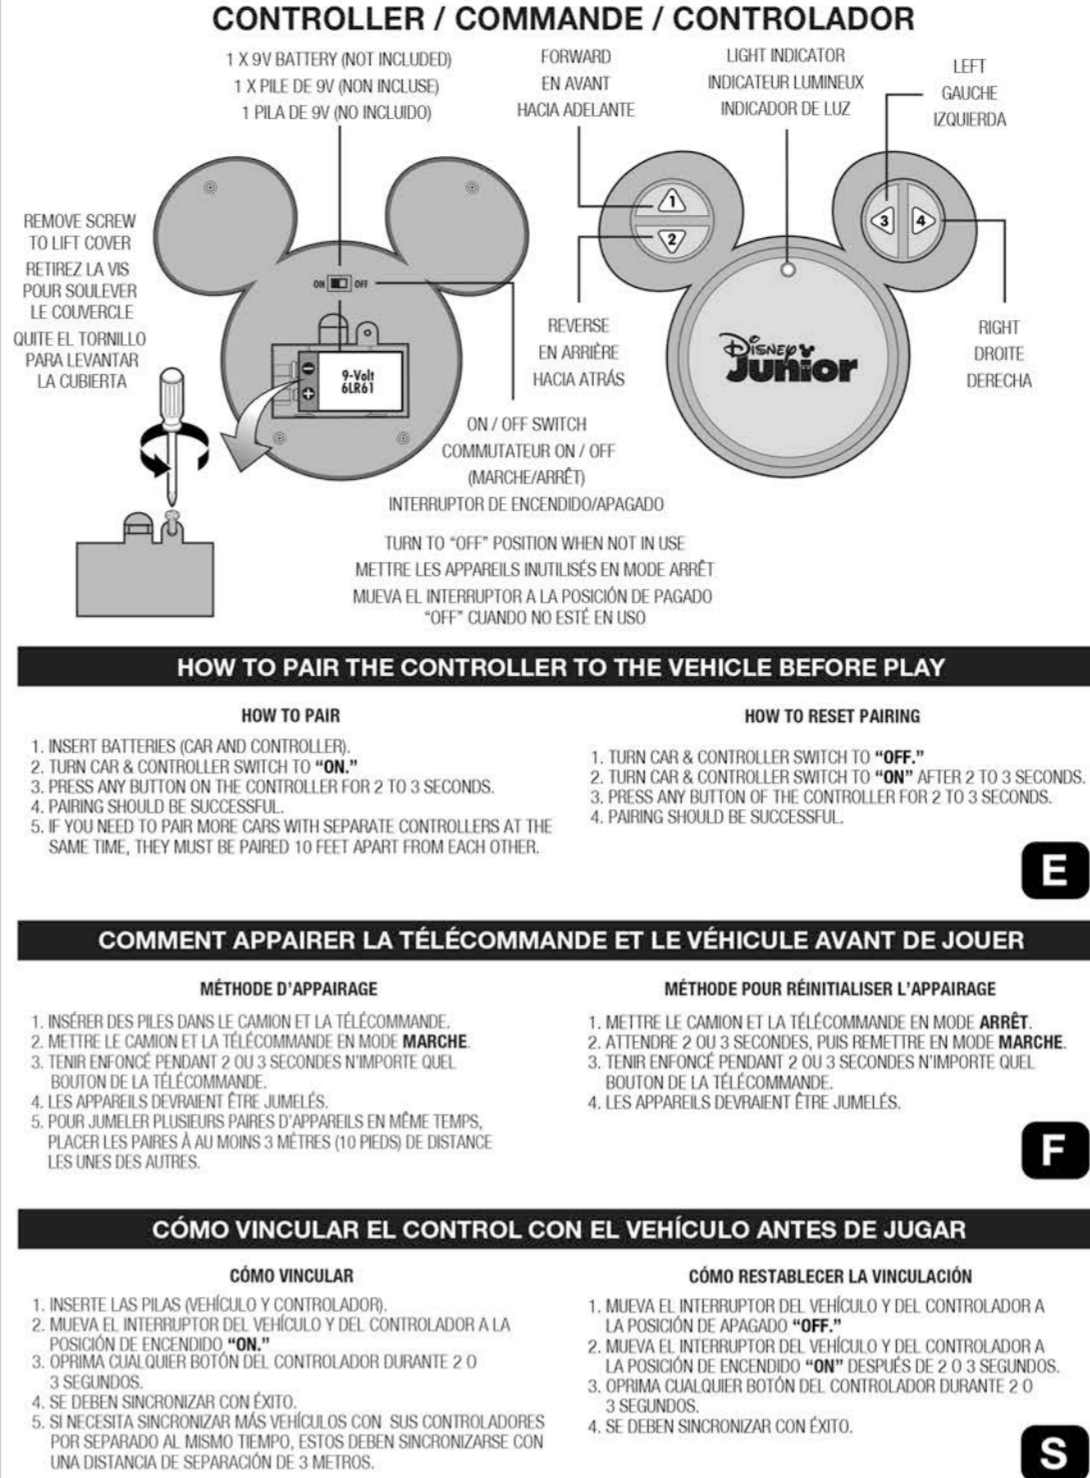 CONTROLLER / COMMANDE / CONTROLADOR
1 X 9V BATTERY (NOT INCLUDED)
1 X PILE DE 9V (NON INCLUSE)
1 PILA DE 9V (NO INCLUIDO)
FORWARD
EN AVANT
HACIA ADELANTE
LIGHT INDICATOR
INDICATEUR LUMINEUX
INDICADOR DE LUZ
LEFT
GAUCHE
IZQUIERDA
REMOVE SCREW
TO LIFT COVER
RETIREZ LA VIS
POUR SOULEVER
LE COUVERCLE
QUITE EL TORNILLO
PARA LEVANTAR
LA CUBIERTA
ON OFF
9-Volt
6LR61
1
2
3
4
Disney
Junior
REVERSE
EN ARRIÈRE
HACIA ATRÁS
RIGHT
DROITE
DERECHA
ON / OFF SWITCH
COMMUTATEUR ON / OFF
(MARCHE/ARRÊT)
INTERRUPTOR DE ENCENDIDO/APAGADO
TURN TO “OFF” POSITION WHEN NOT IN USE
METTRE LES APPAREILS INUTILISÉS EN MODE ARRÊT
MUEVA EL INTERRUPTOR A LA POSICIÓN DE PAGADO
“OFF” CUANDO NO ESTÉ EN USO
HOW TO PAIR THE CONTROLLER TO THE VEHICLE BEFORE PLAY
HOW TO PAIR
1. INSERT BATTERIES (CAR AND CONTROLLER).
2. TURN CAR & CONTROLLER SWITCH TO “ON.”
3. PRESS ANY BUTTON ON THE CONTROLLER FOR 2 TO 3 SECONDS.
4. PAIRING SHOULD BE SUCCESSFUL.
5. IF YOU NEED TO PAIR MORE CARS WITH SEPARATE CONTROLLERS AT THE
SAME TIME, THEY MUST BE PAIRED 10 FEET APART FROM EACH OTHER.
HOW TO RESET PAIRING
1. TURN CAR & CONTROLLER SWITCH TO “OFF.”
2. TURN CAR & CONTROLLER SWITCH TO “ON” AFTER 2 TO 3 SECONDS.
3. PRESS ANY BUTTON OF THE CONTROLLER FOR 2 TO 3 SECONDS.
4. PAIRING SHOULD BE SUCCESSFUL.
E
COMMENT APPAIRER LA TÉLÉCOMMANDE ET LE VÉHICULE AVANT DE JOUER
MÉTHODE D’APPAIRAGE
1. INSÉRER DES PILES DANS LE CAMION ET LA TÉLÉCOMMANDE.
2. METTRE LE CAMION ET LA TÉLÉCOMMANDE EN MODE MARCHE.
3. TENIR ENFONCÉ PENDANT 2 OU 3 SECONDES N’IMPORTE QUEL
BOUTON DE LA TÉLÉCOMMANDE.
4. LES APPAREILS DEVRAIENT ÊTRE JUMELÉS.
5. POUR JUMELER PLUSIEURS PAIRES D’APPAREILS EN MÊME TEMPS,
PLACER LES PAIRES À AU MOINS 3 MÈTRES (10 PIEDS) DE DISTANCE
LES UNES DES AUTRES.
MÉTHODE POUR RÉINITIALISER L’APPAIRAGE
1. METTRE LE CAMION ET LA TÉLÉCOMMANDE EN MODE ARRÊT.
2. ATTENDRE 2 OU 3 SECONDES, PUIS REMETTRE EN MODE MARCHE.
3. TENIR ENFONCÉ PENDANT 2 OU 3 SECONDES N’IMPORTE QUEL
BOUTON DE LA TÉLÉCOMMANDE.
4. LES APPAREILS DEVRAIENT ÊTRE JUMELÉS.
F
CÓMO VINCULAR EL CONTROL CON EL VEHÍCULO ANTES DE JUGAR
CÓMO VINCULAR
1. INSERTE LAS PILAS (VEHÍCULO Y CONTROLADOR).
2. MUEVA EL INTERRUPTOR DEL VEHÍCULO Y DEL CONTROLADOR A LA
POSICIÓN DE ENCENDIDO “ON.”
3. OPRIMA CUALQUIER BOTÓN DEL CONTROLADOR DURANTE 2 O
3 SEGUNDOS.
4. SE DEBEN SINCRONIZAR CON ÉXITO.
5. SI NECESITA SINCRONIZAR MÁS VEHÍCULOS CON SUS CONTROLADORES
POR SEPARADO AL MISMO TIEMPO, ESTOS DEBEN SINCRONIZARSE CON
UNA DISTANCIA DE SEPARACIÓN DE 3 METROS.
CÓMO RESTABLECER LA VINCULACIÓN
1. MUEVA EL INTERRUPTOR DEL VEHÍCULO Y DEL CONTROLADOR A
LA POSICIÓN DE APAGADO “OFF.”
2. MUEVA EL INTERRUPTOR DEL VEHÍCULO Y DEL CONTROLADOR A
LA POSICIÓN DE ENCENDIDO “ON” DESPUÉS DE 2 O 3 SEGUNDOS.
3. OPRIMA CUALQUIER BOTÓN DEL CONTROLADOR DURANTE 2 O
3 SEGUNDOS.
4. SE DEBEN SINCRONIZAR CON ÉXITO.
S